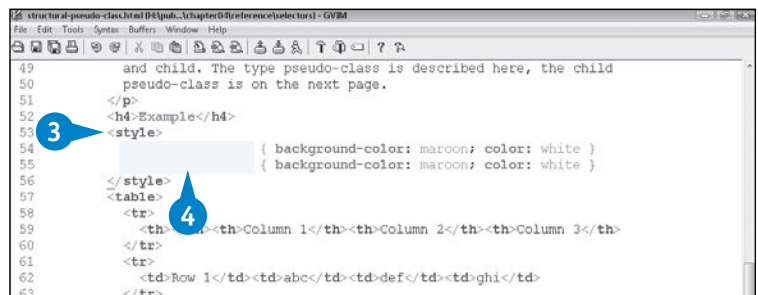 structural-pseudo-class.html (H:\pub...\chapter04\reference\selectors) - GVIM
File Edit Tools Syntax Buffers Window Help
49 and child. The type pseudo-class is described here, the child
50 pseudo-class is on the next page.
51 </p>
52 <h4>Example</h4>
53 <style>
3
54 { background-color: maroon; color: white }
55 { background-color: maroon; color: white }
56 </style>
4
57 <table>
58 <tr>
59 <th><th>Column 1</th><th>Column 2</th><th>Column 3</th>
60 </tr>
61 <tr>
62 <td>Row 1</td><td>abc</td><td>def</td><td>ghi</td>
63 </tr>